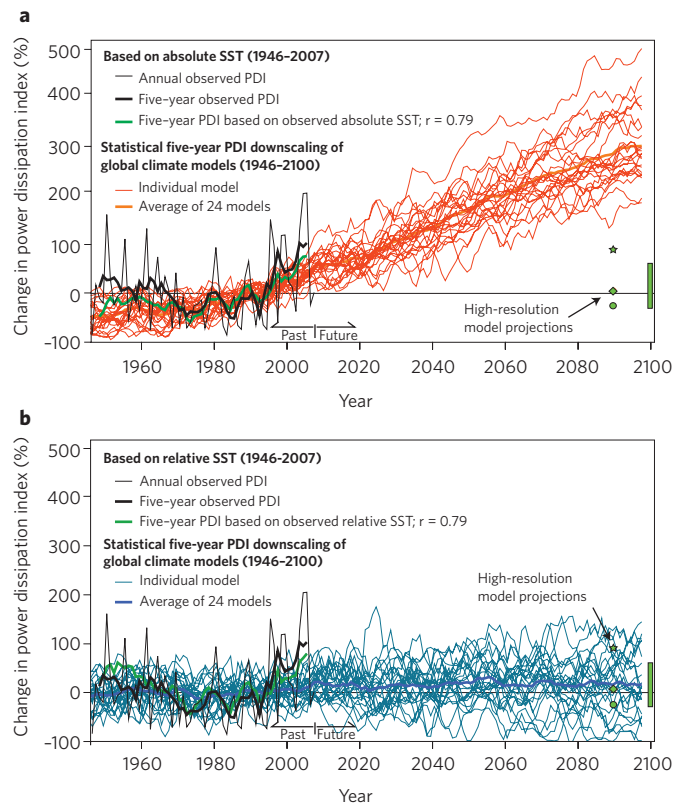 a
Change in power dissipation index (%)
500
400
300
200
100
0
-100
Based on absolute SST (1946–2007)
Annual observed PDI
Five–year observed PDI
Five–year PDI based on observed absolute SST; r = 0.79
Statistical five–year PDI downscaling of
global climate models (1946–2100)
Individual model
Average of 24 models
High-resolution
model projections
Past Future
1960 1980 2000 2020 2040 2060 2080 2100
Year
b
Change in power dissipation index (%)
500
400
300
200
100
0
-100
Based on relative SST (1946-2007)
Annual observed PDI
Five–year observed PDI
Five–year PDI based on observed relative SST; r = 0.79
Statistical five–year PDI downscaling of
global climate models (1946–2100)
Individual model
Average of 24 models
High-resolution
model projections
Past Future
1960 1980 2000 2020 2040 2060 2080 2100
Year